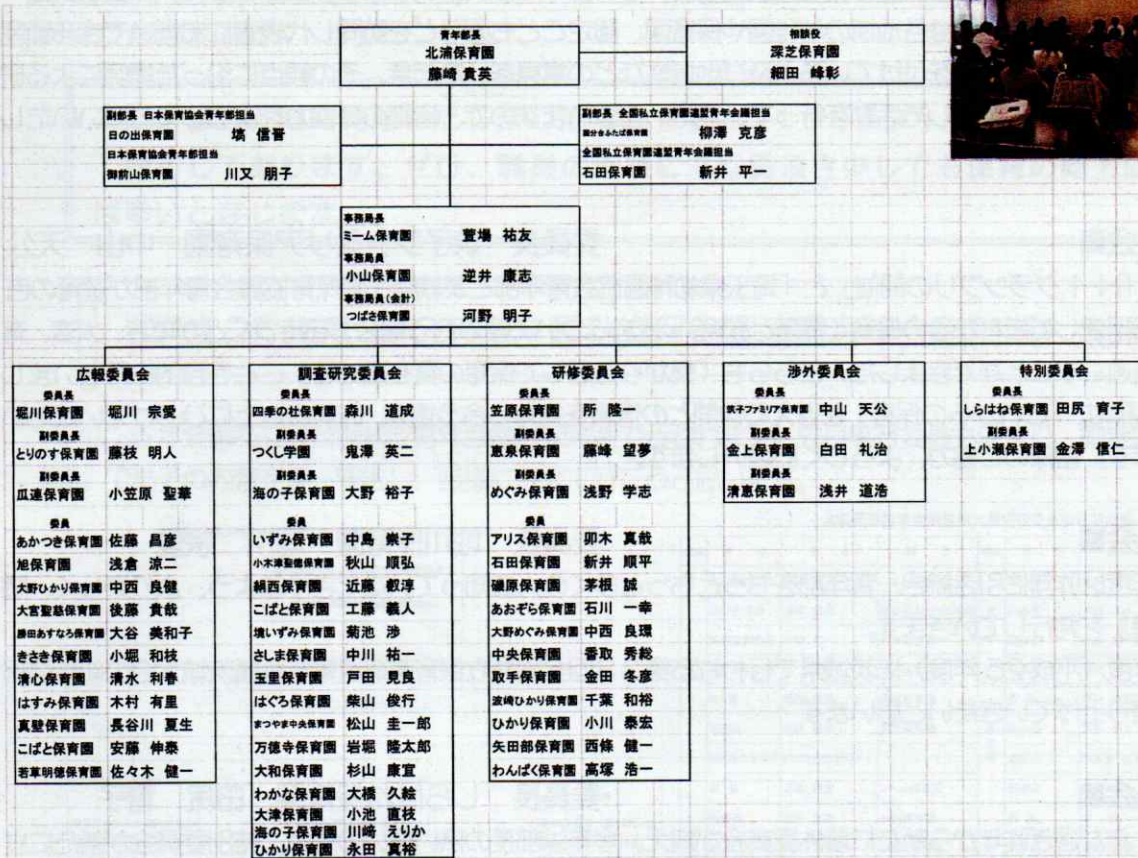 青年部長
北浦保育園
藤崎 貴英
相談役
深芝保育園
細田 峰彰
副部長 日本保育協会青年部担当
日の出保育園 塙 信晋
日本保育協会青年部担当
御前山保育園 川又 朋子
副部長 全国私立保育園連盟青年会議担当
国分台ふたば保育園 柳澤 克彦
全国私立保育園連盟青年会議担当
石田保育園 新井 平一
事務局長
ミーム保育園 萱場 祐友
事務局員
小山保育園 逆井 康志
事務局員(会計)
つばさ保育園 河野 明子
広報委員会
委員長
堀川保育園 堀川 宗愛
副委員長
とりのす保育園 藤枝 明人
副委員長
瓜連保育園 小笠原 聖華
委員
あかつき保育園 佐藤 昌彦
旭保育園 浅倉 涼二
大野ひかり保育園 中西 良健
大宮聖慈保育園 後藤 貴哉
勝田あすなろ保育園 大谷 美和子
きさき保育園 小堀 和枝
清心保育園 清水 利春
はすみ保育園 木村 有里
真壁保育園 長谷川 夏生
こばと保育園 安藤 伸泰
若草明徳保育園 佐々木 健一
調査研究委員会
委員長
四季の杜保育園 森川 道成
副委員長
つくし学園 鬼澤 英二
副委員長
海の子保育園 大野 裕子
委員
いずみ保育園 中島 崇子
小木津聖徳保育園 秋山 順弘
絹西保育園 近藤 敬淳
こばと保育園 工藤 義人
境いずみ保育園 菊池 渉
さしま保育園 中川 祐一
玉里保育園 戸田 見良
はぐろ保育園 柴山 俊行
まつやま中央保育園 松山 圭一郎
万徳寺保育園 岩堀 隆太郎
大和保育園 杉山 康宜
わかな保育園 大橋 久絵
大津保育園 小池 直枝
海の子保育園 川崎 えりか
ひかり保育園 永田 真裕
研修委員会
委員長
笠原保育園 所 隆一
副委員長
恵泉保育園 藤峰 望夢
副委員長
めぐみ保育園 浅野 学志
委員
アリス保育園 卯木 真哉
石田保育園 新井 順平
磯原保育園 茅根 誠
あおぞら保育園 石川 一幸
大野めぐみ保育園 中西 良環
中央保育園 香取 秀総
取手保育園 金田 冬彦
波崎ひかり保育園 千葉 和裕
ひかり保育園 小川 泰宏
矢田部保育園 西條 健一
わんぱく保育園 高塚 浩一
渉外委員会
委員長
ファミリア保育園 中山 天公
副委員長
金上保育園 白田 礼治
副委員長
清恵保育園 浅井 道浩
特別委員会
委員長
しらはね保育園 田尻 育子
副委員長
上小瀬保育園 金澤 信仁